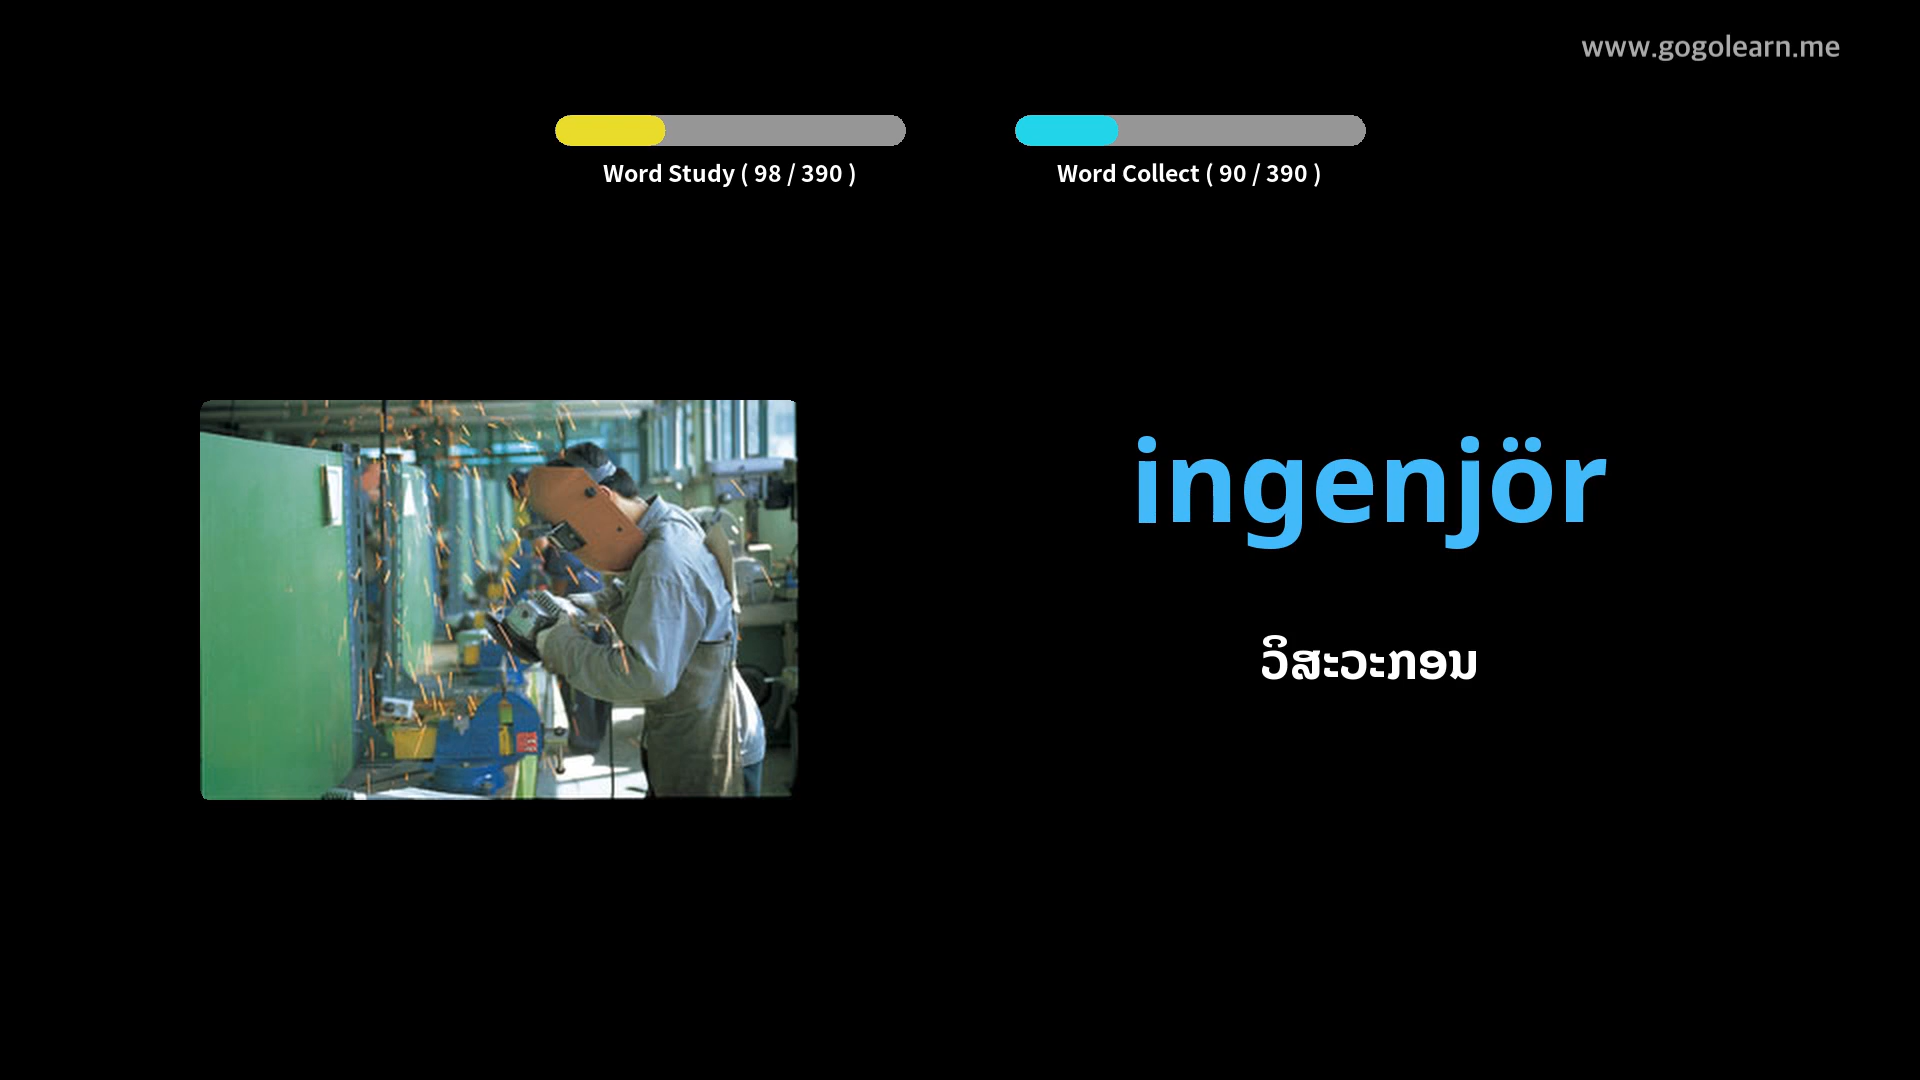 www.gogolearn.me
Word Study ( 98 / 390 )
Word Collect ( 90 / 390 )
ingenjör
ວິສະວະກອນ